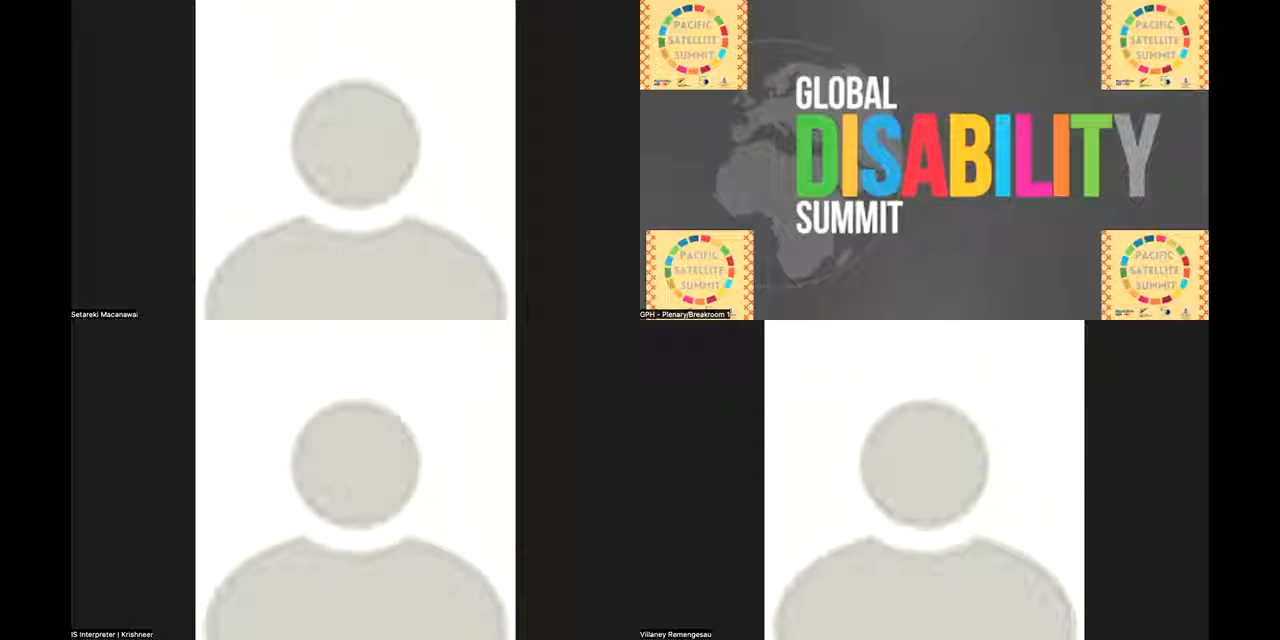 PACIFIC
SATELLITE
SUMMIT
PACIFIC
SATELLITE
SUMMIT
GLOBAL
DISABILITY
SUMMIT
PACIFIC
SATELLITE
SUMMIT
PACIFIC
SATELLITE
SUMMIT
Setareki Macanawai
GPH - Plenary/Breakroom 1
IS Interpreter | Krishneer
Villaney Remengesau